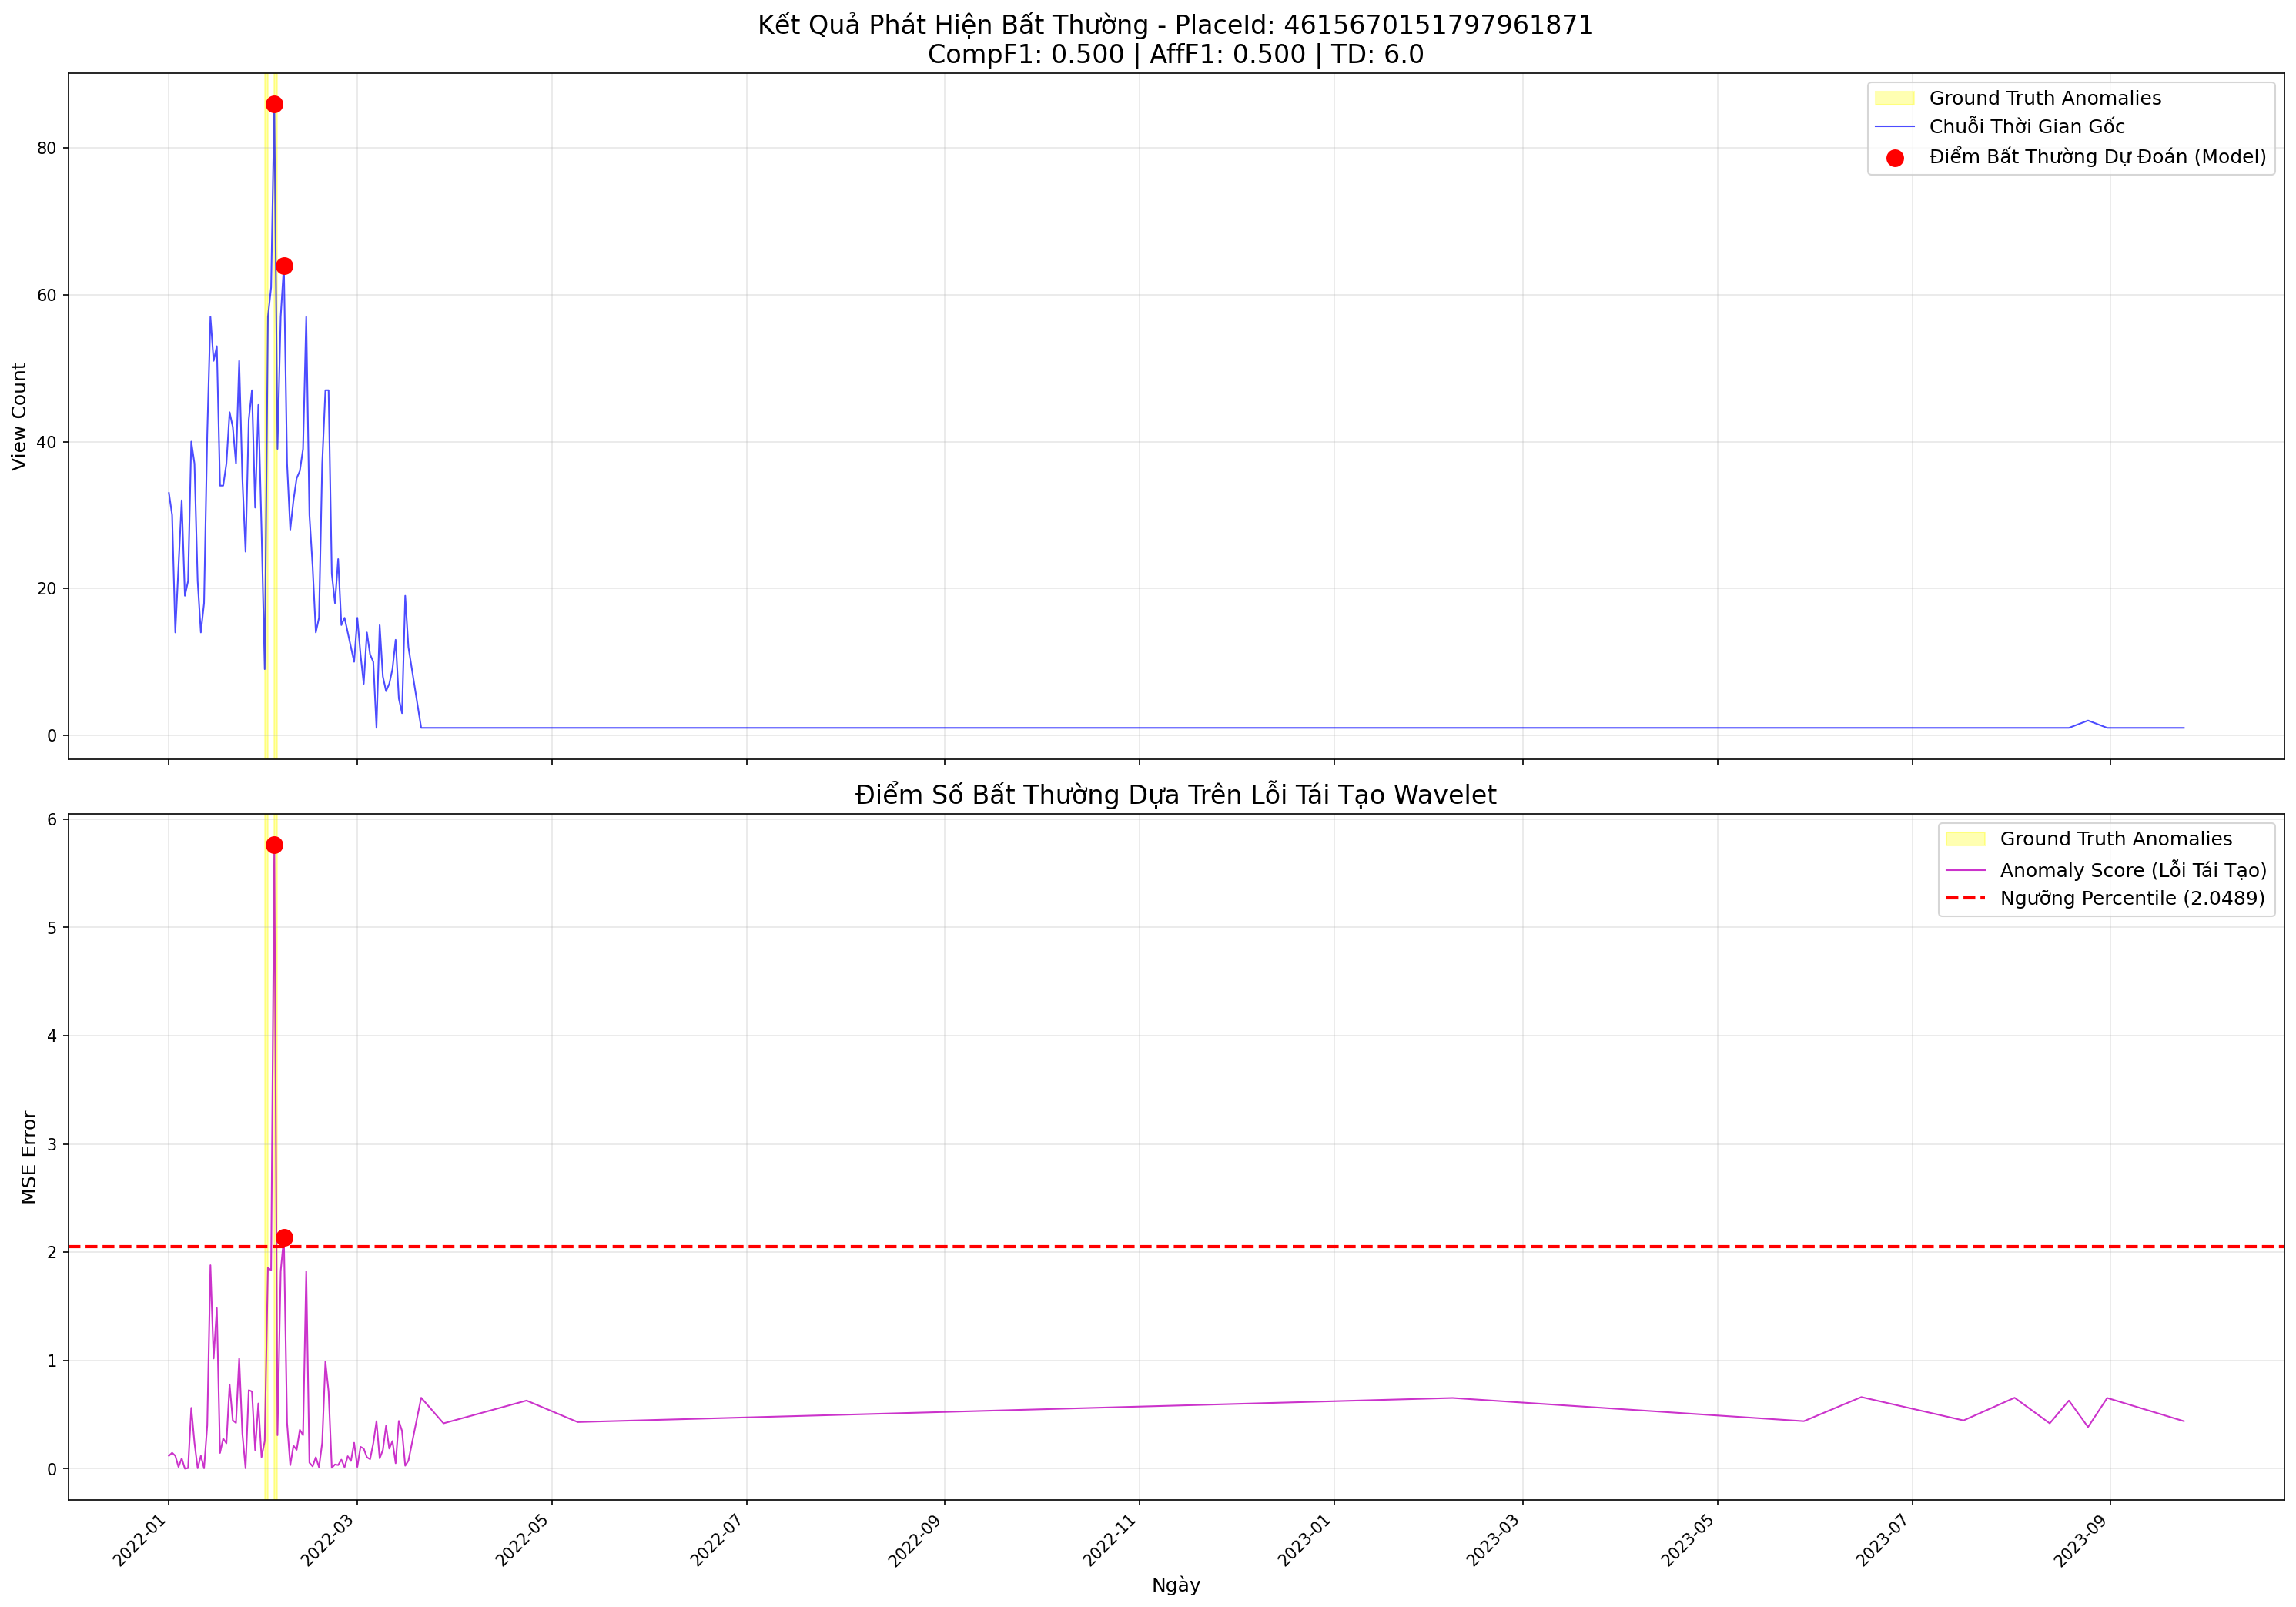 Kết Quả Phát Hiện Bất Thường - PlaceId: 4615670151797961871
CompF1: 0.500 | AffF1: 0.500 | TD: 6.0
Ground Truth Anomalies
Chuỗi Thời Gian Gốc
Điểm Bất Thường Dự Đoán (Model)
View Count
80
60
40
20
0
Điểm Số Bất Thường Dựa Trên Lỗi Tái Tạo Wavelet
Ground Truth Anomalies
Anomaly Score (Lỗi Tái Tạo)
Ngưỡng Percentile (2.0489)
MSE Error
6
5
4
3
2
1
0
2022-01
2022-03
2022-05
2022-07
2022-09
2022-11
2023-01
2023-03
2023-05
2023-07
2023-09
Ngày